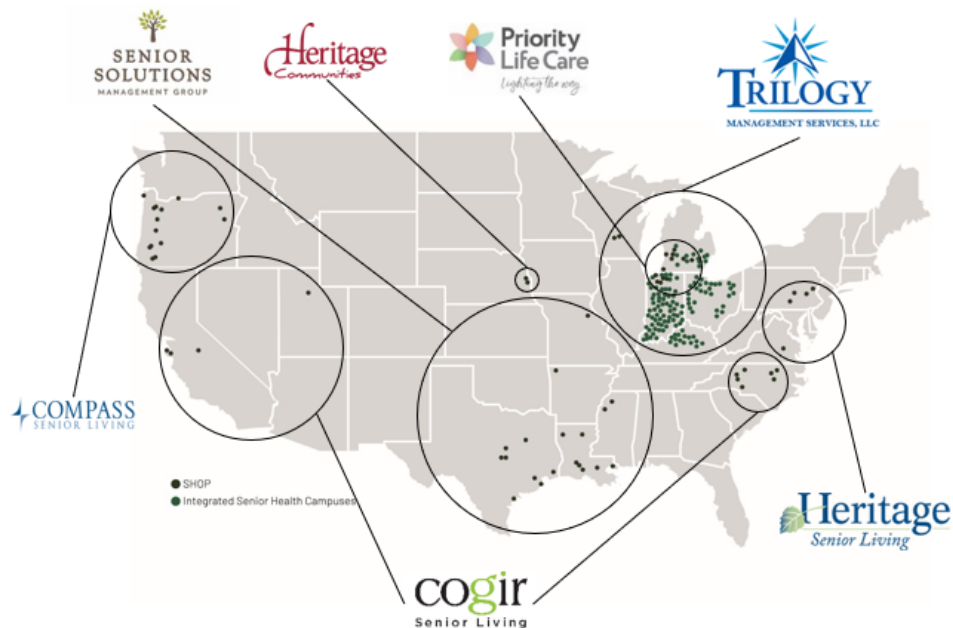 SENIOR
SOLUTIONS
MANAGEMENT GROUP
Heritage
Communities
Priority
Life Care
Lighting the way
TRILOGY
MANAGEMENT SERVICES, LLC
COMPASS
SENIOR LIVING
SHOP
Integrated Senior Health Campuses
Heritage
Senior Living
cogir
Senior Living